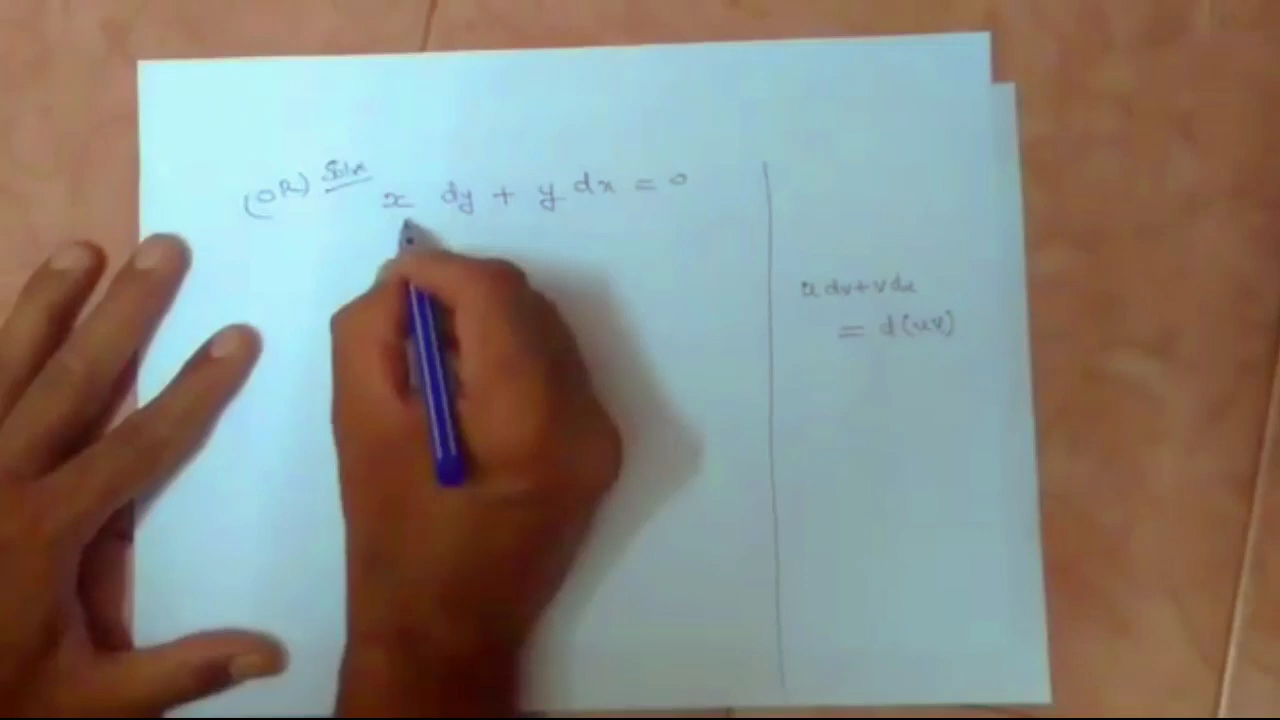 (OR) Soln x dy + y dx = 0
u dv + v du
= d(uv)